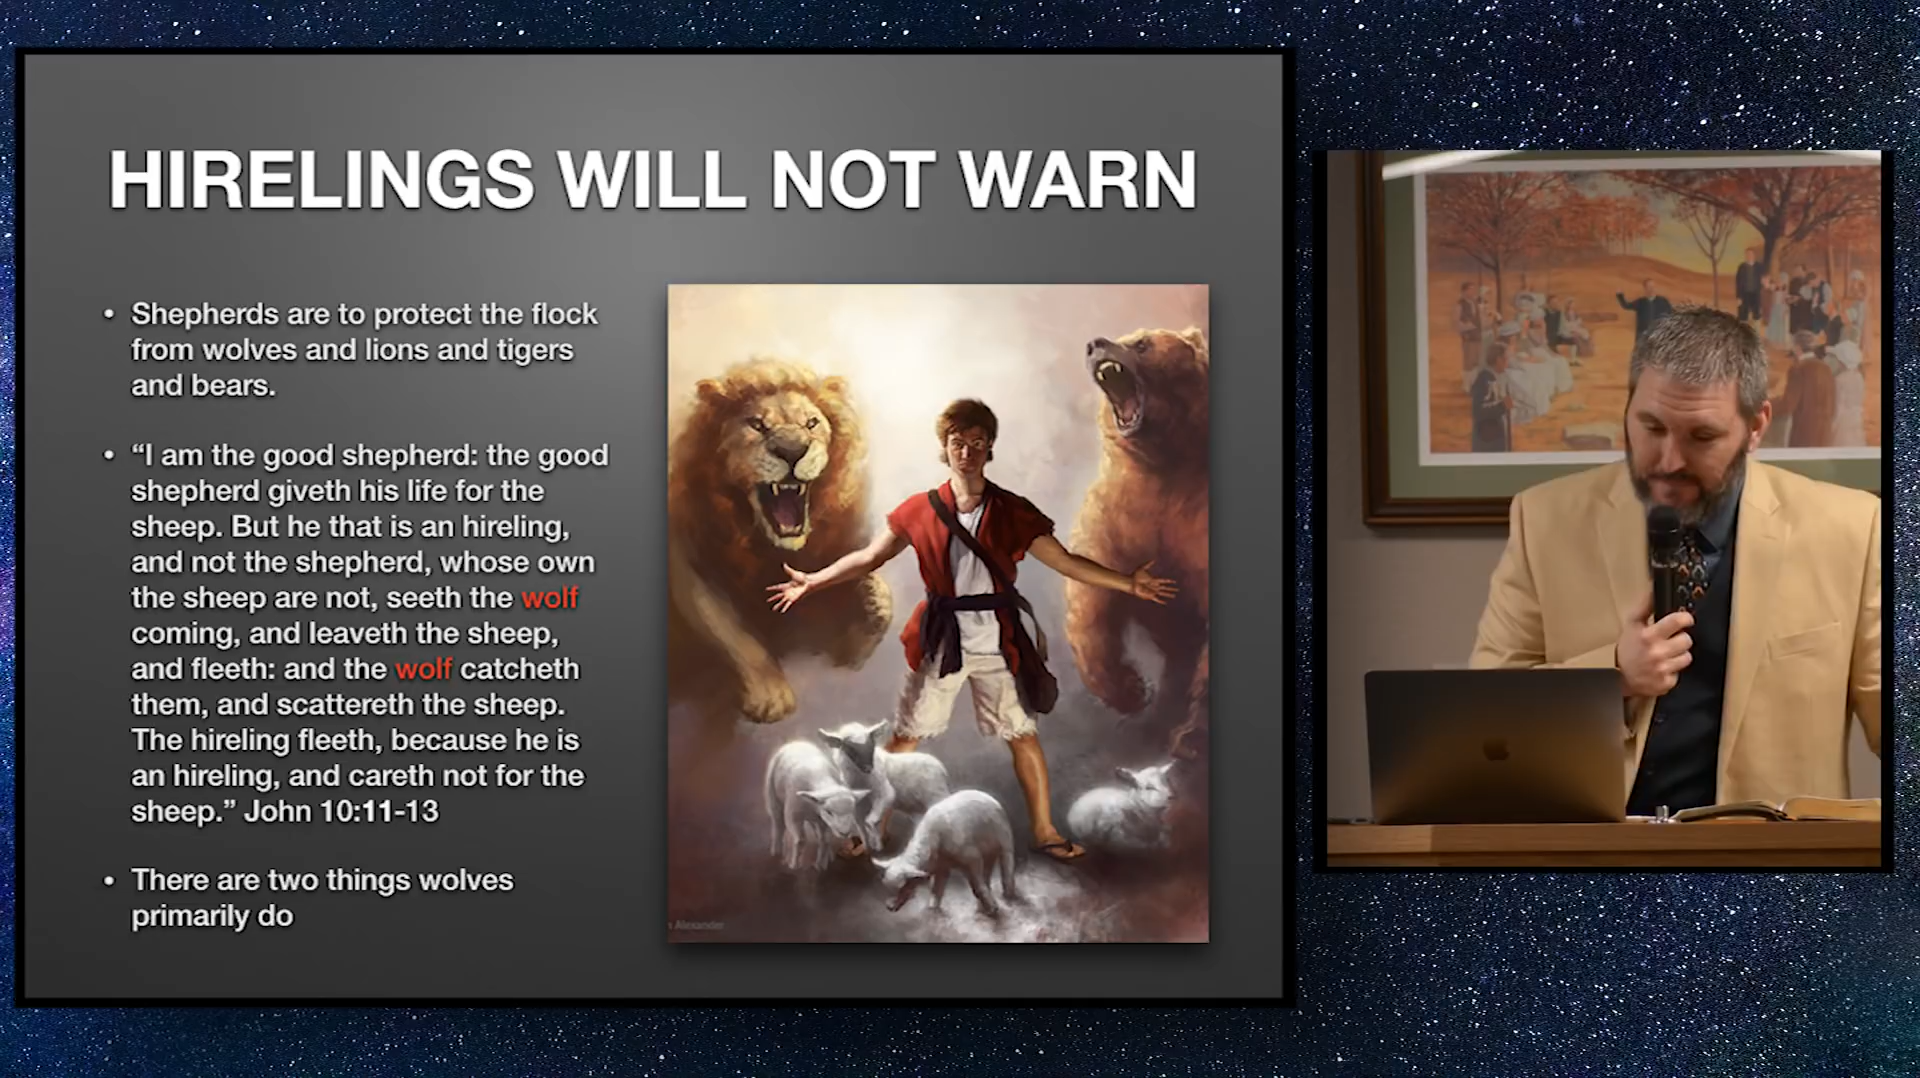 HIRELINGS WILL NOT WARN
• Shepherds are to protect the flock
from wolves and lions and tigers
and bears.
• “I am the good shepherd: the good
shepherd giveth his life for the
sheep. But he that is an hireling,
and not the shepherd, whose own
the sheep are not, seeth the wolf
coming, and leaveth the sheep,
and fleeth: and the wolf catcheth
them, and scattereth the sheep.
The hireling fleeth, because he is
an hireling, and careth not for the
sheep.” John 10:11-13
• There are two things wolves
primarily do
Alexander